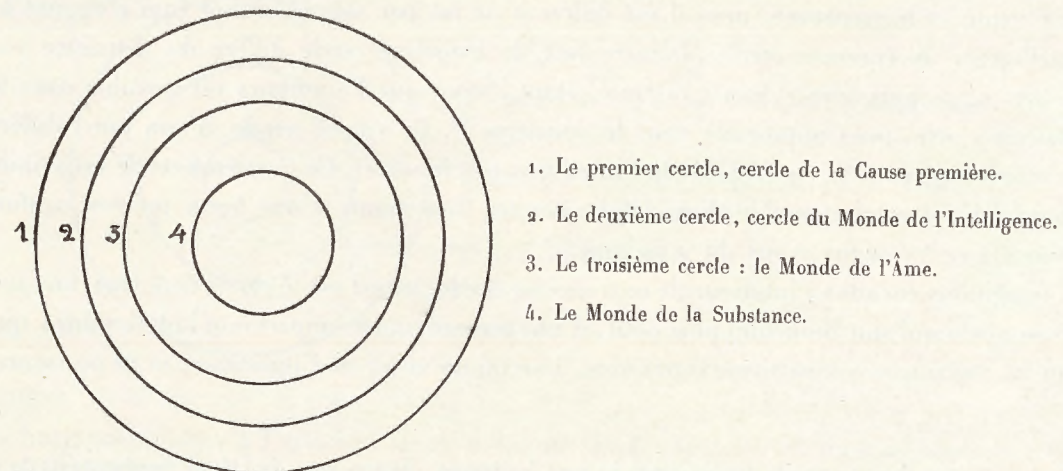 1 2 3 4
1. Le premier cercle, cercle de la Cause première.
2. Le deuxième cercle, cercle du Monde de l'Intelligence.
3. Le troisième cercle : le Monde de l'Âme.
4. Le Monde de la Substance.